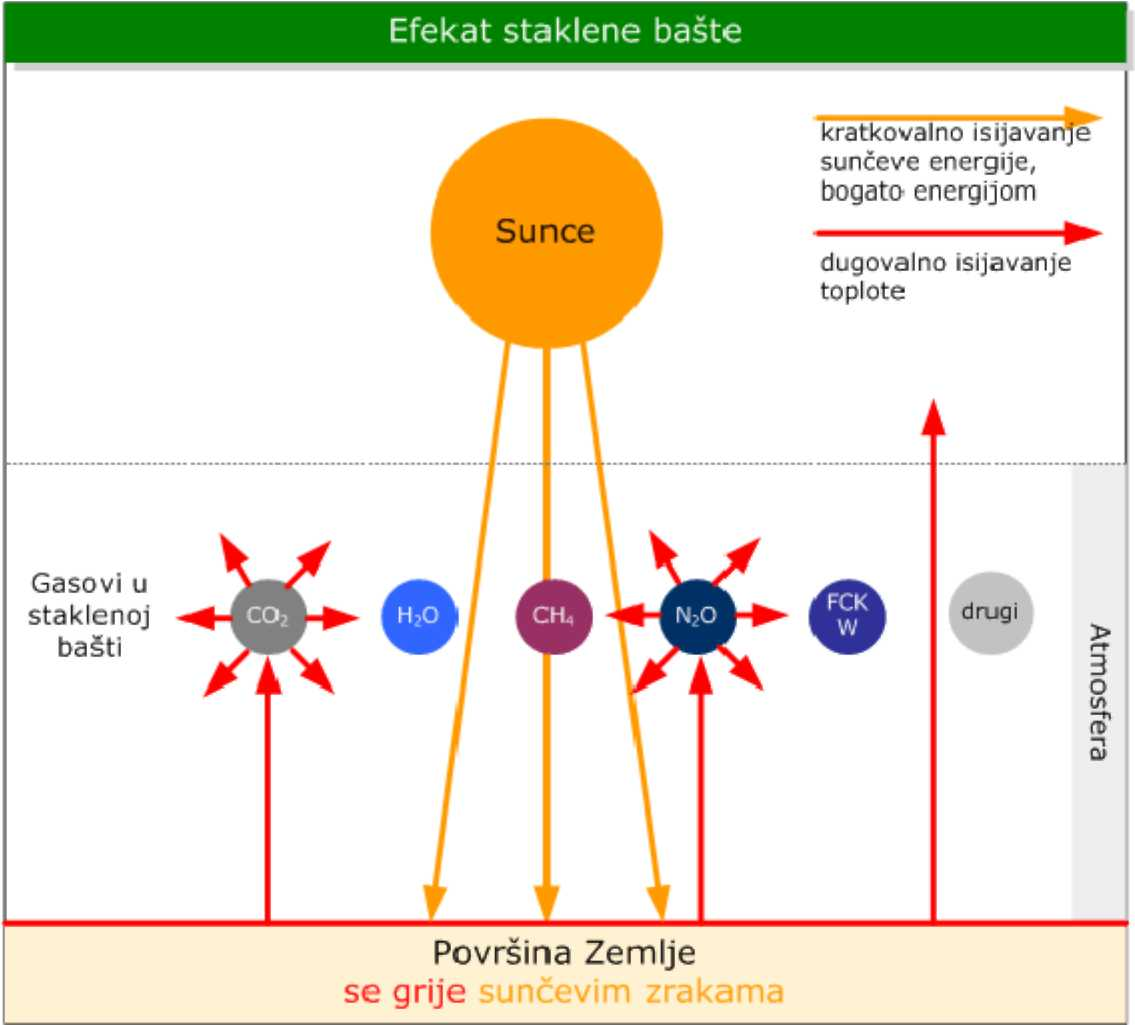 Efekat staklene bašte
kratkovalno isijavanje
sunčeve energije,
bogato energijom
Sunce
dugovalno isijavanje
toplote
Gasovi u
staklenoj
bašti
CO₂
H₂O
CH₄
N₂O
FCK
W
drugi
Atmosfera
Površina Zemlje
se grije sunčevim zrakama